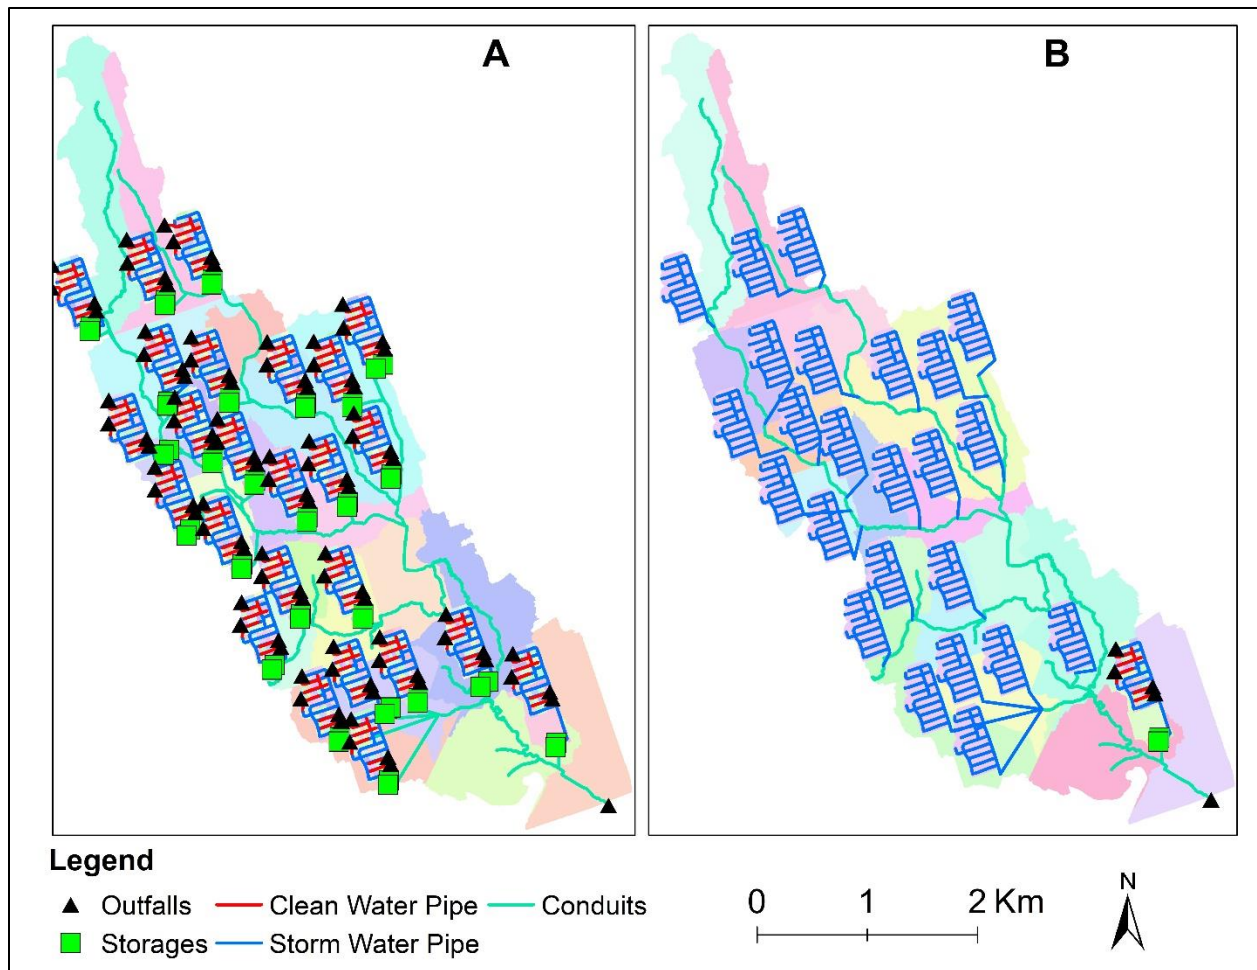 A
B
Legend
Outfalls
Clean Water Pipe
Conduits
Storages
Storm Water Pipe
0 1 2 Km
N